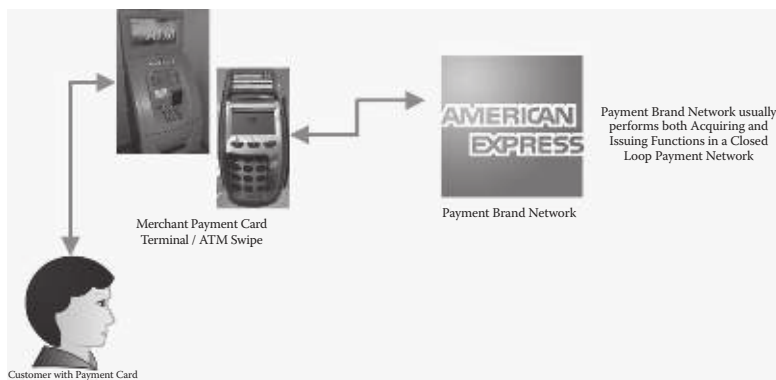 AMERICAN
EXPRESS
Payment Brand Network usually
performs both Acquiring and
Issuing Functions in a Closed
Loop Payment Network
Merchant Payment Card
Terminal / ATM Swipe
Payment Brand Network
Customer with Payment Card